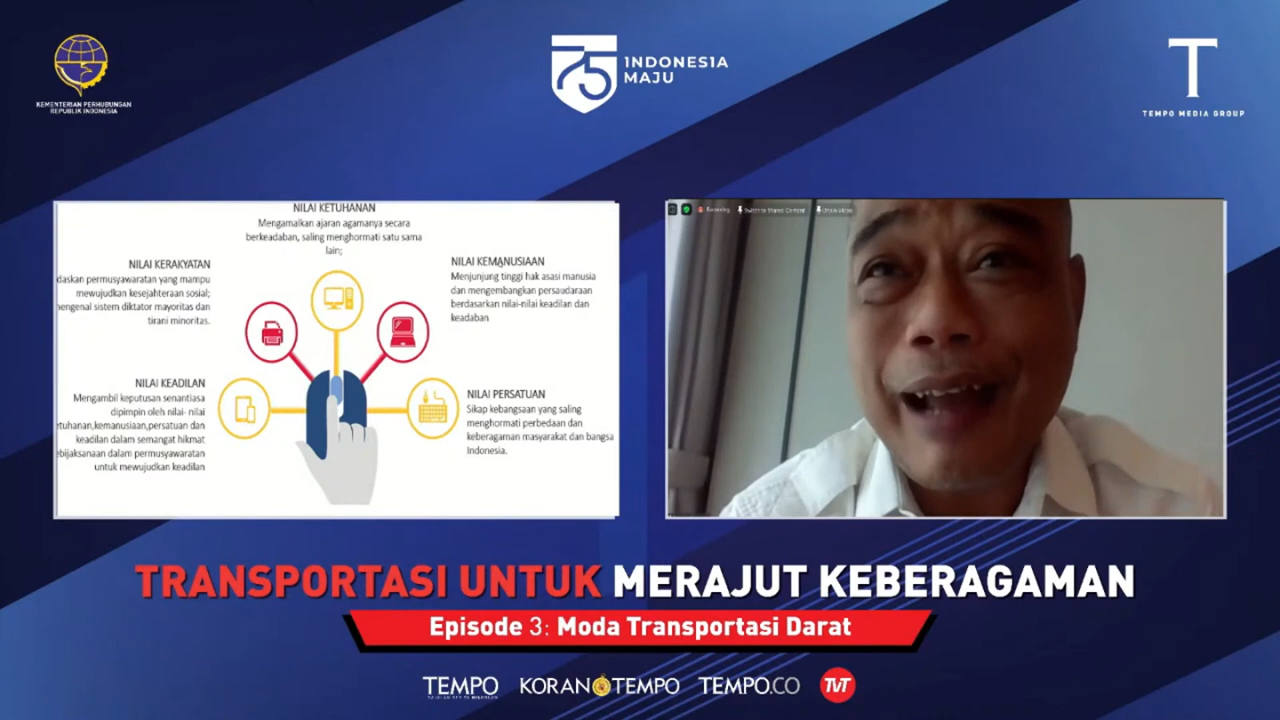 KEMENTERIAN PERHUBUNGAN
REPUBLIK INDONESIA
75
INDONESIA
MAJU
T
TEMPO MEDIA GROUP
NILAI KETUHANAN
Mengamalkan ajaran agamanya secara
berkeadaban, saling menghormati satu sama
lain;
NILAI KERAKYATAN
daskan permusyawaratan yang mampu
mewujudkan kesejahteraan sosial;
mengenal sistem diktator mayoritas dan
tirani minoritas.
NILAI KEMANUSIAAN
Menjunjung tinggi hak asasi manusia
dan mengembangkan persaudaraan
berdasarkan nilai-nilai keadilan dan
keadaban
NILAI KEADILAN
Mengambil keputusan senantiasa
dipimpin oleh nilai- nilai
etuhanan,kemanusiaan,persatuan dan
keadilan dalam semangat hikmat
ebijaksanaan dalam permusyawaratan
untuk mewujudkan keadilan
NILAI PERSATUAN
Sikap kebangsaan yang saling
menghormati perbedaan dan
keberagaman masyarakat dan bangsa
Indonesia.
Recording
Switch to Shared Content
TRANSPORTASI UNTUK MERAJUT KEBERAGAMAN
Episode 3: Moda Transportasi Darat
TEMPO
KORAN TEMPO
TEMPO.CO
TVT